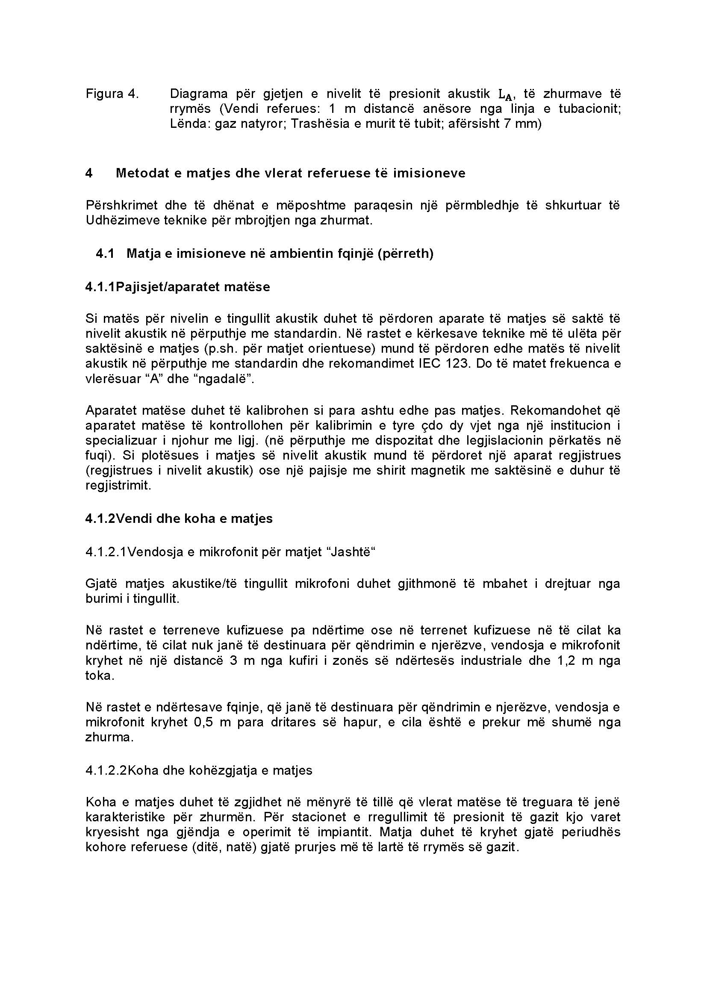 Figura 4. Diagrama për gjetjen e nivelit të presionit akustik LA, të zhurmave të
rrymës (Vendi referues: 1 m distancë anësore nga linja e tubacionit;
Lënda: gaz natyror; Trashësia e murit të tubit; afërsisht 7 mm)
4 Metodat e matjes dhe vlerat referuese të imisioneve
Përshkrimet dhe të dhënat e mëposhtme paraqesin një përmbledhje të shkurtuar të
Udhëzimeve teknike për mbrojtjen nga zhurmat.
4.1 Matja e imisioneve në ambientin fqinjë (përreth)
4.1.1Pajisjet/aparatet matëse
Si matës për nivelin e tingullit akustik duhet të përdoren aparate të matjes së saktë të
nivelit akustik në përputhje me standardin. Në rastet e kërkesave teknike më të ulëta për
saktësinë e matjes (p.sh. për matjet orientuese) mund të përdoren edhe matës të nivelit
akustik në përputhje me standardin dhe rekomandimet IEC 123. Do të matet frekuenca e
vlerësuar “A” dhe “ngadalë”.
Aparatet matëse duhet të kalibrohen si para ashtu edhe pas matjes. Rekomandohet që
aparatet matëse të kontrollohen për kalibrimin e tyre çdo dy vjet nga një institucion i
specializuar i njohur me ligj. (në përputhje me dispozitat dhe legjislacionin përkatës në
fuqi). Si plotësues i matjes së nivelit akustik mund të përdoret një aparat regjistrues
(regjistrues i nivelit akustik) ose një pajisje me shirit magnetik me saktësinë e duhur të
regjistrimit.
4.1.2Vendi dhe koha e matjes
4.1.2.1Vendosja e mikrofonit për matjet “Jashtë“
Gjatë matjes akustike/të tingullit mikrofoni duhet gjithmonë të mbahet i drejtuar nga
burimi i tingullit.
Në rastet e terreneve kufizuese pa ndërtime ose në terrenet kufizuese në të cilat ka
ndërtime, të cilat nuk janë të destinuara për qëndrimin e njerëzve, vendosja e mikrofonit
kryhet në një distancë 3 m nga kufiri i zonës së ndërtesës industriale dhe 1,2 m nga
toka.
Në rastet e ndërtesave fqinje, që janë të destinuara për qëndrimin e njerëzve, vendosja e
mikrofonit kryhet 0,5 m para dritares së hapur, e cila është e prekur më shumë nga
zhurma.
4.1.2.2Koha dhe kohëzgjatja e matjes
Koha e matjes duhet të zgjidhet në mënyrë të tillë që vlerat matëse të treguara të jenë
karakteristike për zhurmën. Për stacionet e rregullimit të presionit të gazit kjo varet
kryesisht nga gjëndja e operimit të impiantit. Matja duhet të kryhet gjatë periudhës
kohore referuese (ditë, natë) gjatë prurjes më të lartë të rrymës së gazit.